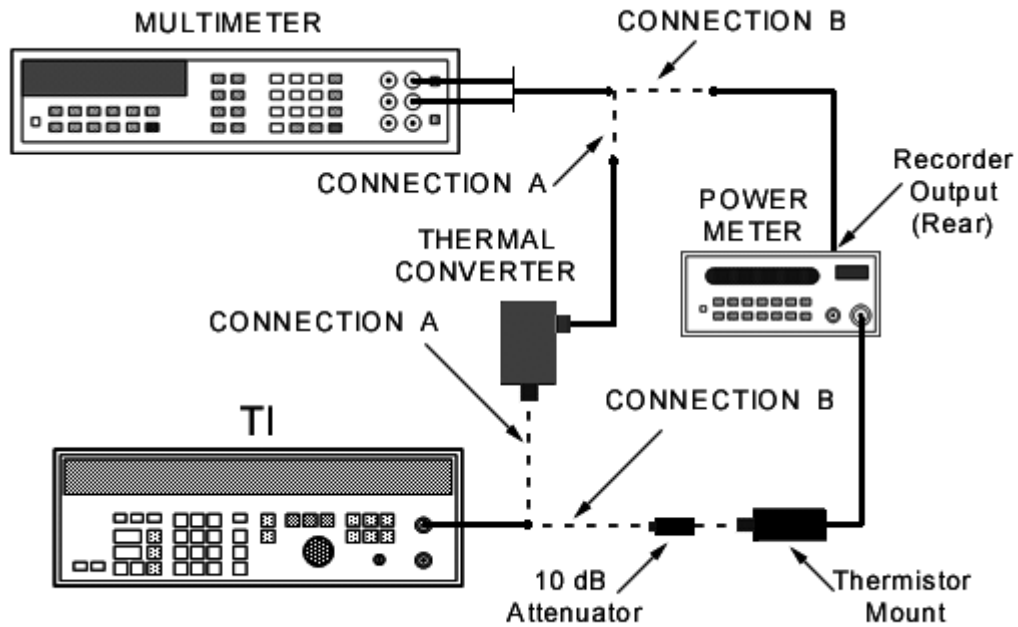 MULTIMETER
CONNECTION B
CONNECTION A
Recorder
Output
(Rear)
POWER
METER
THERMAL
CONVERTER
CONNECTION A
CONNECTION B
TI
10 dB
Attenuator
Thermistor
Mount